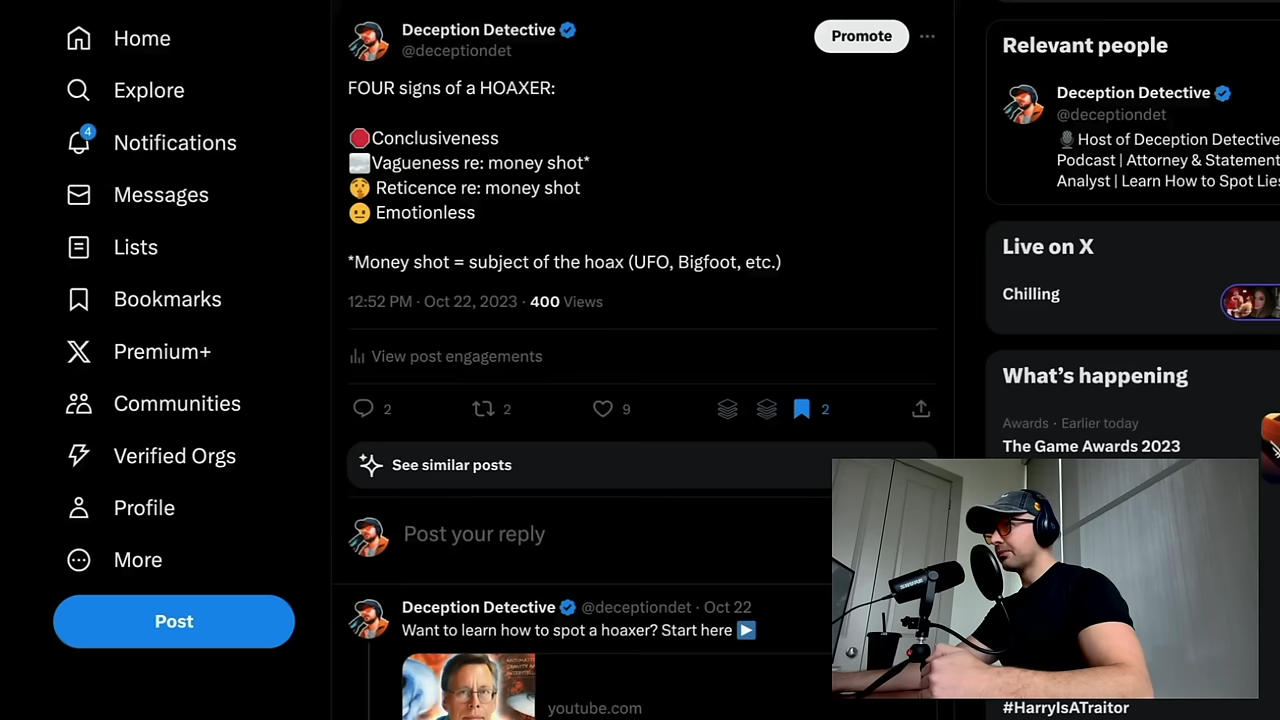 Home
Explore
4
Notifications
Messages
Lists
Bookmarks
Premium+
Communities
Verified Orgs
Profile
More
Post
Deception Detective
@deceptiondet
Promote
FOUR signs of a HOAXER:
Conclusiveness
Vagueness re: money shot*
Reticence re: money shot
Emotionless
*Money shot = subject of the hoax (UFO, Bigfoot, etc.)
12:52 PM · Oct 22, 2023 · 400 Views
View post engagements
2 2 9 2
See similar posts
Post your reply
Deception Detective @deceptiondet · Oct 22
Want to learn how to spot a hoaxer? Start here
youtube.com
Relevant people
Deception Detective
@deceptiondet
Host of Deception Detective
Podcast | Attorney & Statement
Analyst | Learn How to Spot Lies
Live on X
Chilling
What's happening
Awards · Earlier today
The Game Awards 2023
SHURE
#HarryIsATraitor